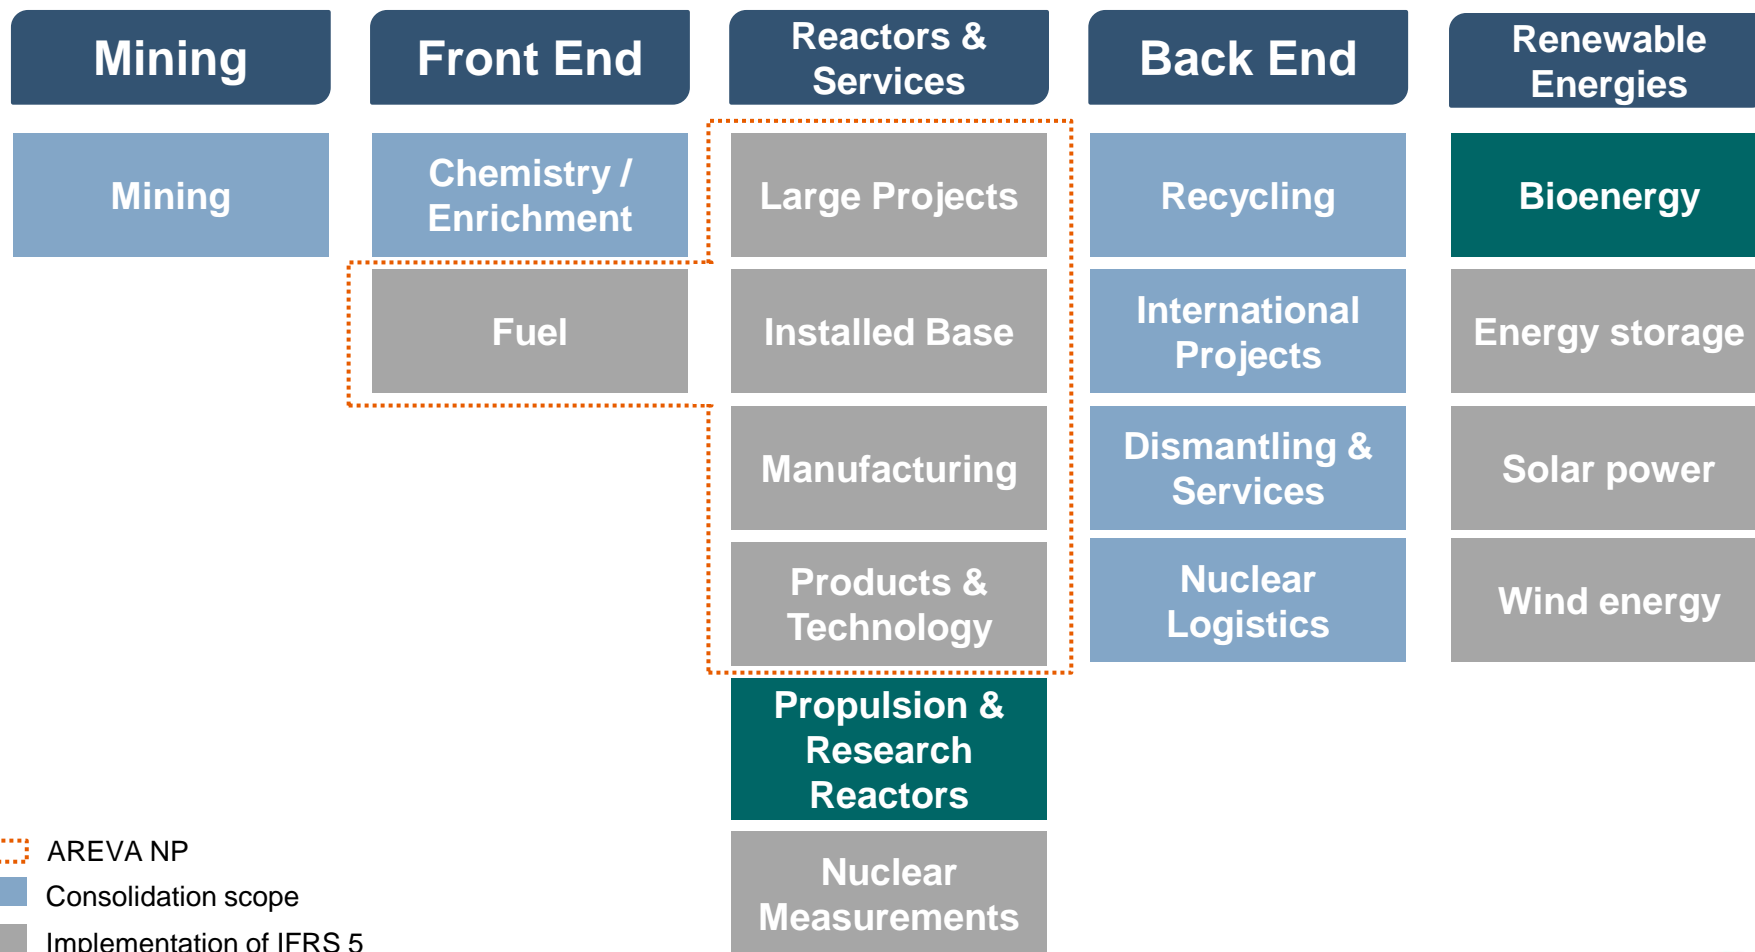 Mining
Front End
Reactors &
Services
Back End
Renewable
Energies
Mining
Chemistry /
Enrichment
Large Projects
Recycling
Bioenergy
Fuel
Installed Base
International
Projects
Energy storage
Manufacturing
Dismantling &
Services
Solar power
Products &
Technology
Nuclear
Logistics
Wind energy
Propulsion &
Research
Reactors
Nuclear
Measurements
AREVA NP
Consolidation scope
Implementation of IFRS 5